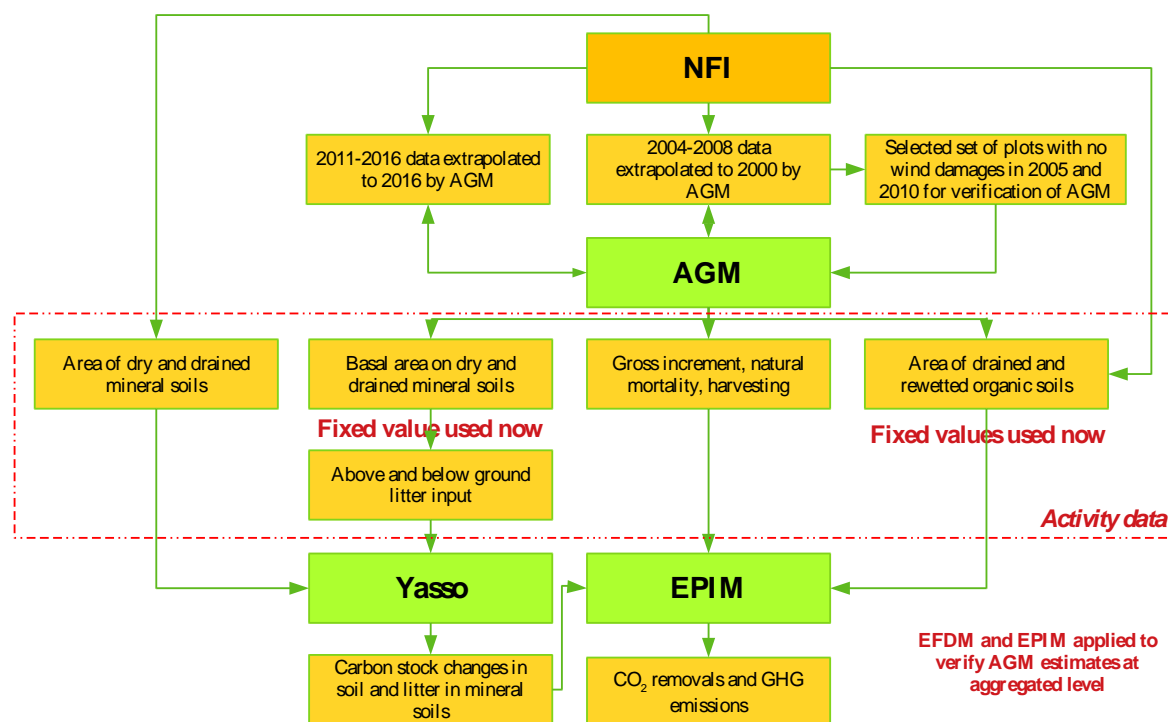 NFI
2011-2016 data extrapolated
to 2016 by AGM
2004-2008 data
extrapolated to 2000 by
AGM
Selected set of plots with no
wind damages in 2005 and
2010 for verification of AGM
AGM
Area of dry and drained
mineral soils
Basal area on dry and
drained mineral soils
Gross increment, natural
mortality, harvesting
Area of drained and
rewetted organic soils
Fixed value used now
Fixed values used now
Above and below ground
litter input
Activity data
Yasso
EPIM
Carbon stock changes in
soil and litter in mineral
soils
CO₂ removals and GHG
emissions
EFDM and EPIM applied to
verify AGM estimates at
aggregated level